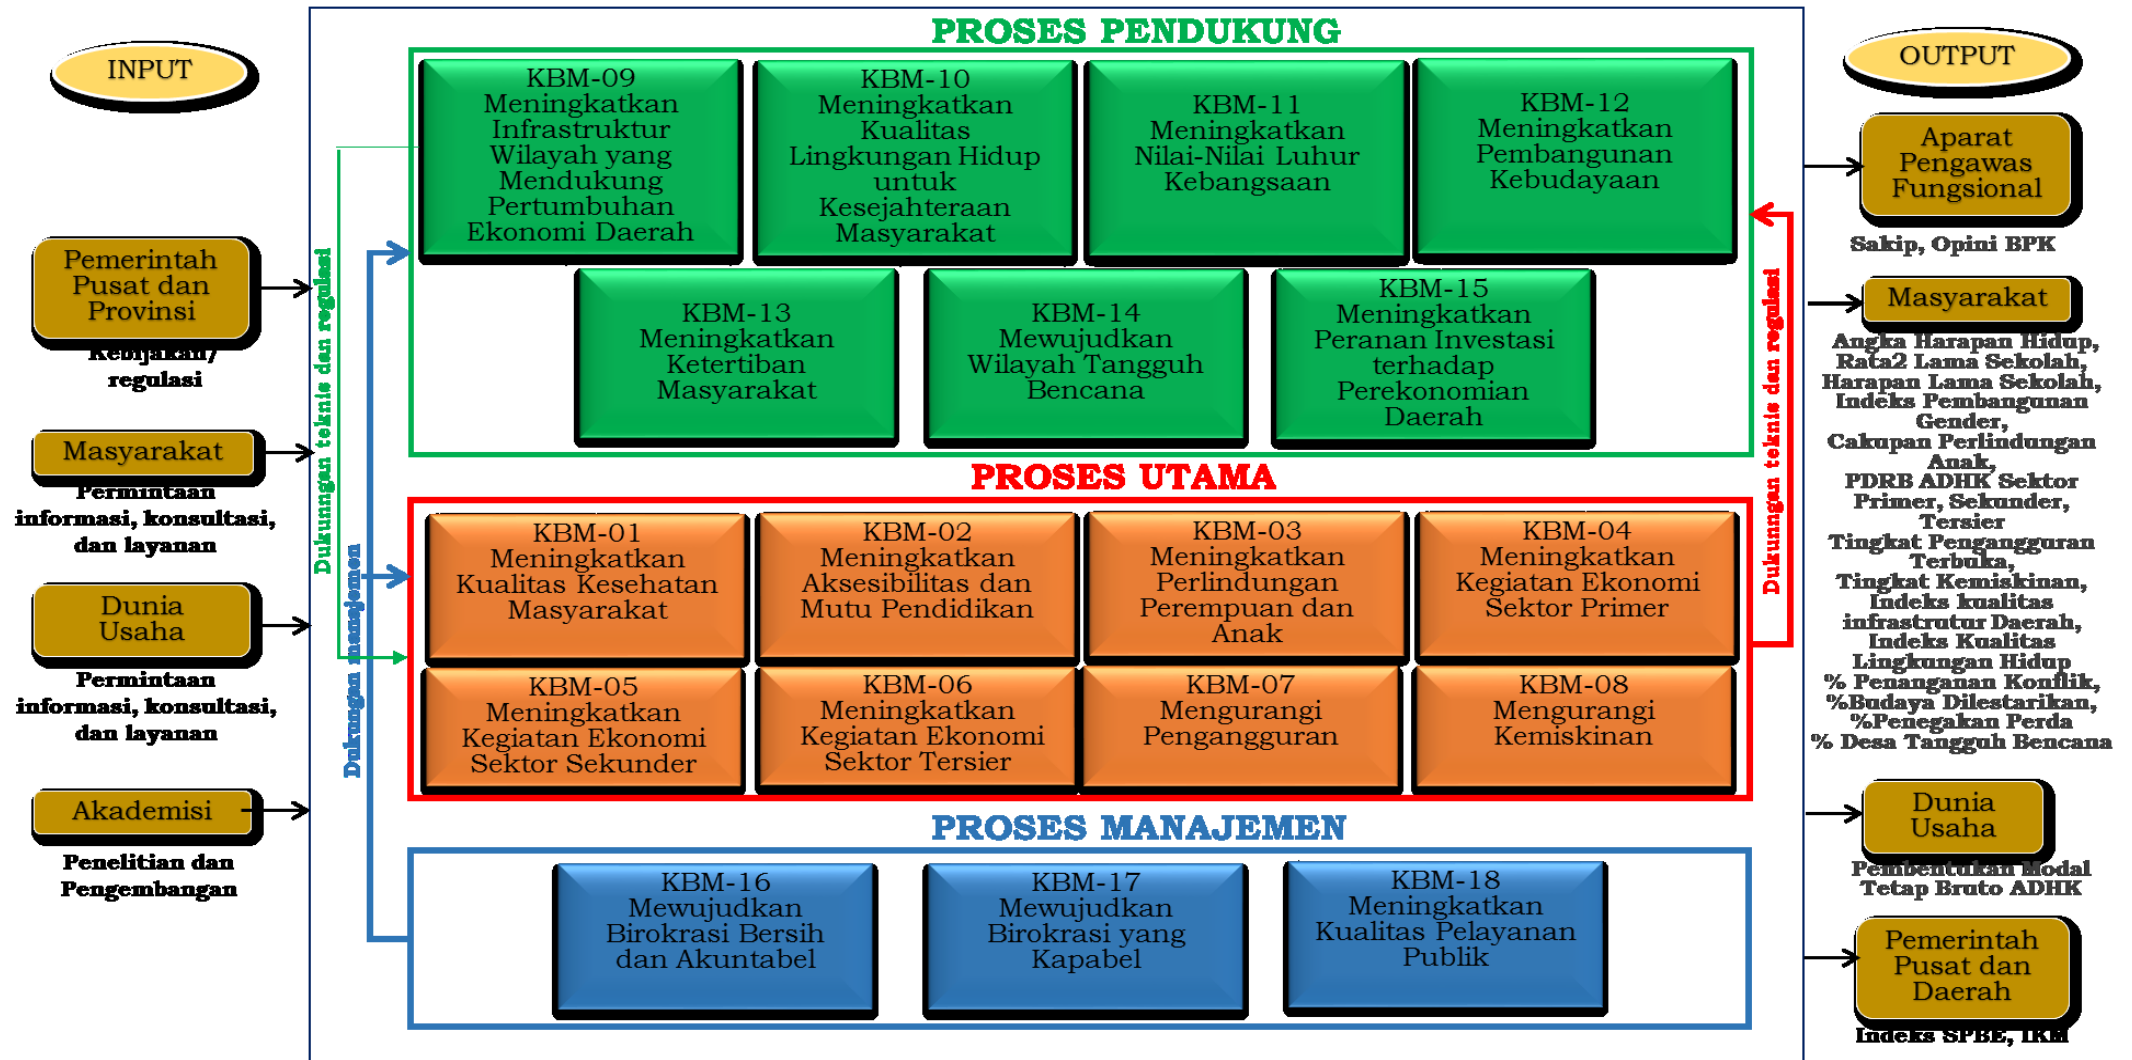 INPUT
Pemerintah
Pusat dan
Provinsi
Kebijakan/
regulasi
Masyarakat
Permintaan
informasi, konsultasi,
dan layanan
Dunia
Usaha
Permintaan
informasi, konsultasi,
dan layanan
Akademisi
Penelitian dan
Pengembangan
Dukunngan teknis dan regulasi
Dukungan manajemen
PROSES PENDUKUNG
KBM-09
Meningkatkan
Infrastruktur
Wilayah yang
Mendukung
Pertumbuhan
Ekonomi Daerah
KBM-10
Meningkatkan
Kualitas
Lingkungan Hidup
untuk
Kesejahteraan
Masyarakat
KBM-11
Meningkatkan
Nilai-Nilai Luhur
Kebangsaan
KBM-12
Meningkatkan
Pembangunan
Kebudayaan
KBM-13
Meningkatkan
Ketertiban
Masyarakat
KBM-14
Mewujudkan
Wilayah Tangguh
Bencana
KBM-15
Meningkatkan
Peranan Investasi
terhadap
Perekonomian
Daerah
PROSES UTAMA
KBM-01
Meningkatkan
Kualitas Kesehatan
Masyarakat
KBM-02
Meningkatkan
Aksesibilitas dan
Mutu Pendidikan
KBM-03
Meningkatkan
Perlindungan
Perempuan dan
Anak
KBM-04
Meningkatkan
Kegiatan Ekonomi
Sektor Primer
KBM-05
Meningkatkan
Kegiatan Ekonomi
Sektor Sekunder
KBM-06
Meningkatkan
Kegiatan Ekonomi
Sektor Tersier
KBM-07
Mengurangi
Pengangguran
KBM-08
Mengurangi
Kemiskinan
PROSES MANAJEMEN
KBM-16
Mewujudkan
Birokrasi Bersih
dan Akuntabel
KBM-17
Mewujudkan
Birokrasi yang
Kapabel
KBM-18
Meningkatkan
Kualitas Pelayanan
Publik
Dukunngan teknis dan regulasi
OUTPUT
Aparat
Pengawas
Fungsional
Sakip, Opini BPK
Masyarakat
Angka Harapan Hidup,
Rata2 Lama Sekolah,
Harapan Lama Sekolah,
Indeks Pembangunan
Gender,
Cakupan Perlindungan
Anak,
PDRB ADHK Sektor
Primer, Sekunder,
Tersier
Tingkat Pengangguran
Terbuka,
Tingkat Kemiskinan,
Indeks kualitas
infrastrutur Daerah,
Indeks Kualitas
Lingkungan Hidup
% Penanganan Konflik,
%Budaya Dilestarikan,
%Penegakan Perda
% Desa Tangguh Bencana
Dunia
Usaha
Pembentukan Modal
Tetap Bruto ADHK
Pemerintah
Pusat dan
Daerah
Indeks SPBE, IKM